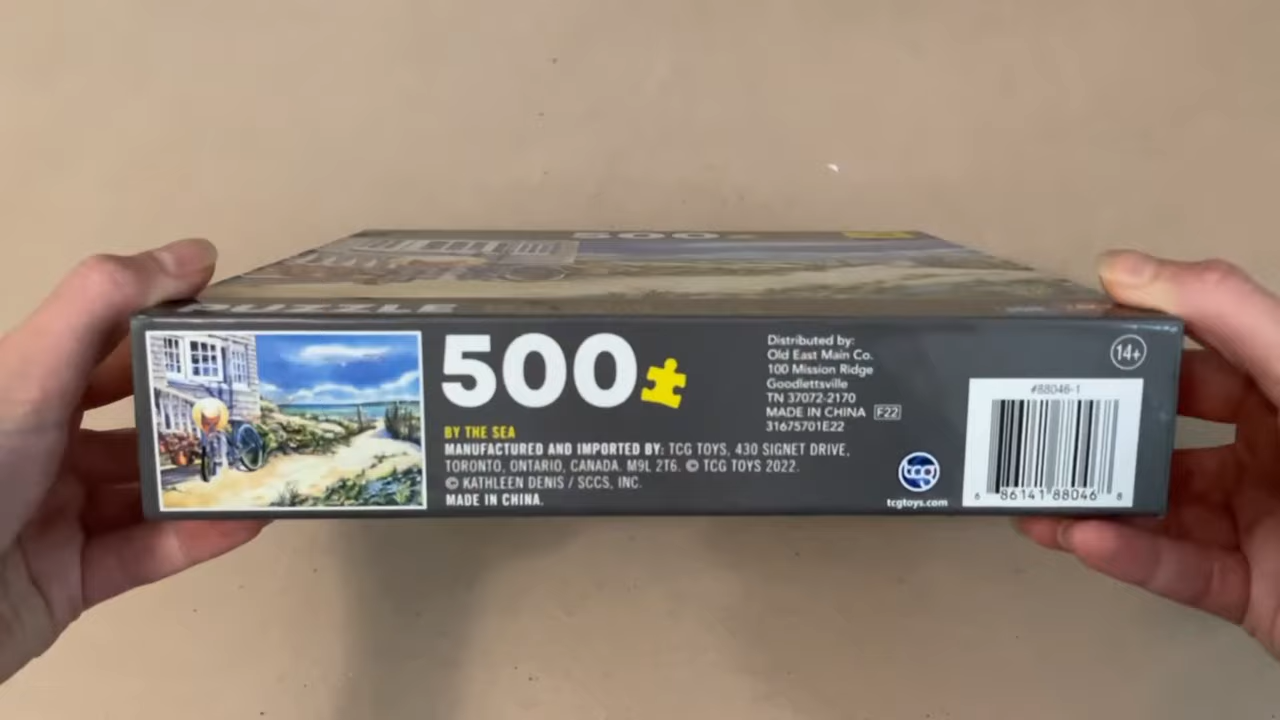 500
PUZZLE
500
BY THE SEA
MANUFACTURED AND IMPORTED BY: TCG TOYS, 430 SIGNET DRIVE,
TORONTO, ONTARIO, CANADA. M9L 2T6. © TCG TOYS 2022.
© KATHLEEN DENIS / SCCS, INC.
MADE IN CHINA.
Distributed by:
Old East Main Co.
100 Mission Ridge
Goodlettsville
TN 37072-2170
MADE IN CHINA F22
31675701E22
tcg
tcgtoys.com
14+
#88046-1
6 86141 88046 8